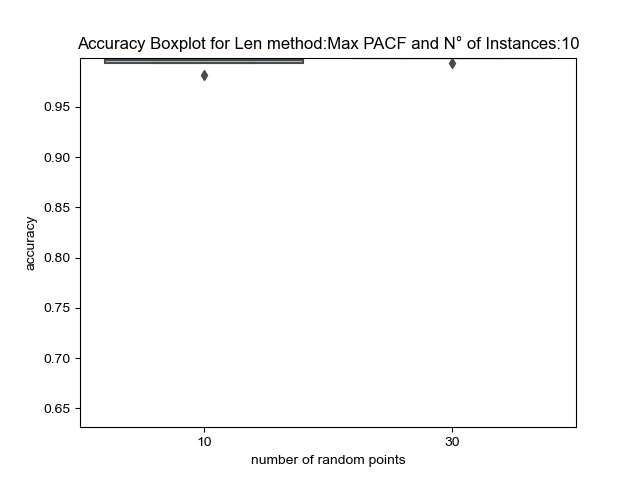 Accuracy Boxplot for Len method:Max PACF and N° of Instances:10
accuracy
0.95
0.90
0.85
0.80
0.75
0.70
0.65
10 30
number of random points